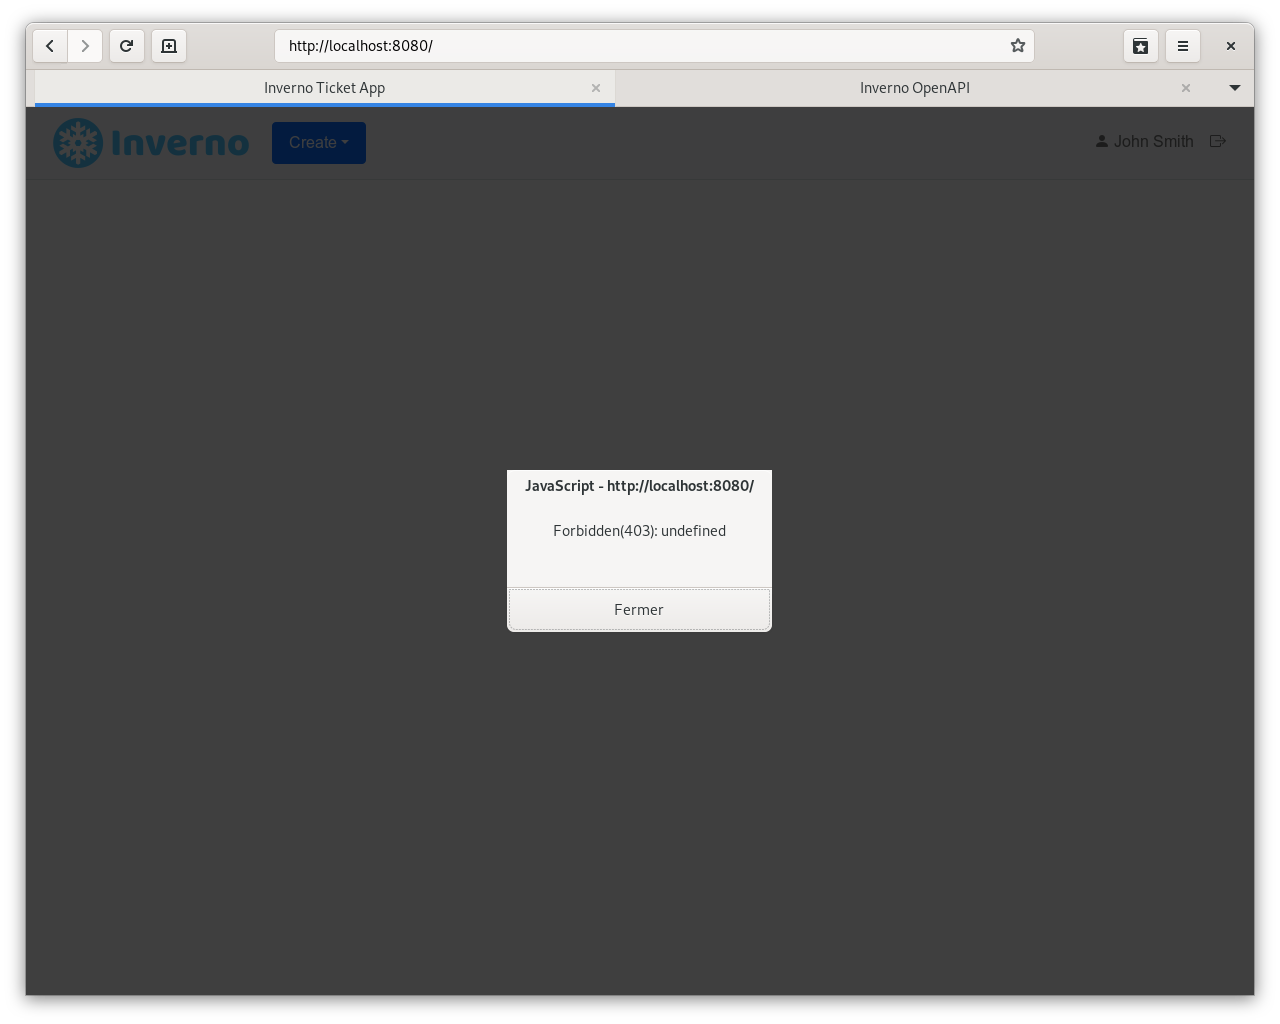 http://localhost:8080/
Inverno Ticket App
Inverno OpenAPI
Inverno
Create
John Smith
JavaScript - http://localhost:8080/
Forbidden(403): undefined
Fermer